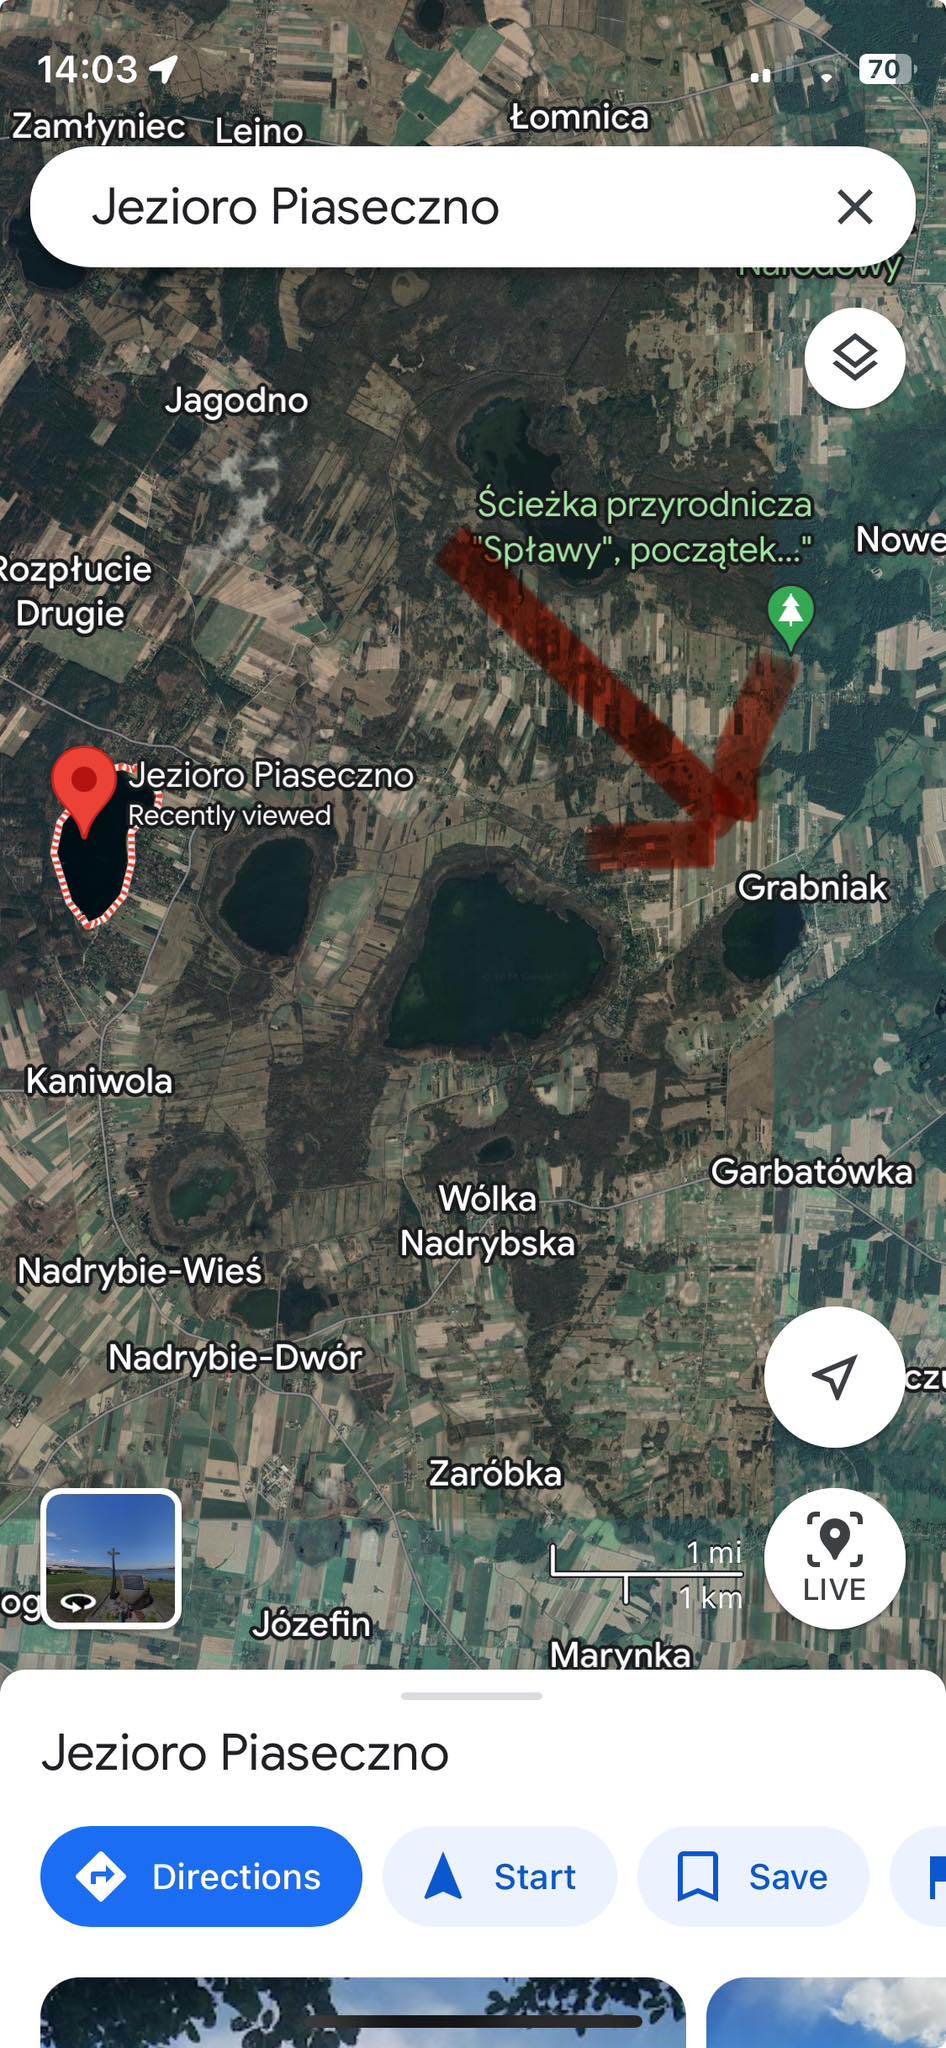 14:03
70
Zamłyniec
Lejno
Łomnica
Jezioro Piaseczno
Narodowy
Jagodno
Ścieżka przyrodnicza
"Spławy", początek..."
Nowe
Rozpłucie
Drugie
Jezioro Piaseczno
Recently viewed
Grabniak
Kaniwola
Garbatówka
Wólka
Nadrybska
Nadrybie-Wieś
Nadrybie-Dwór
Zaróbka
1 mi
1 km
LIVE
Józefin
Marynka
Jezioro Piaseczno
Directions
Start
Save